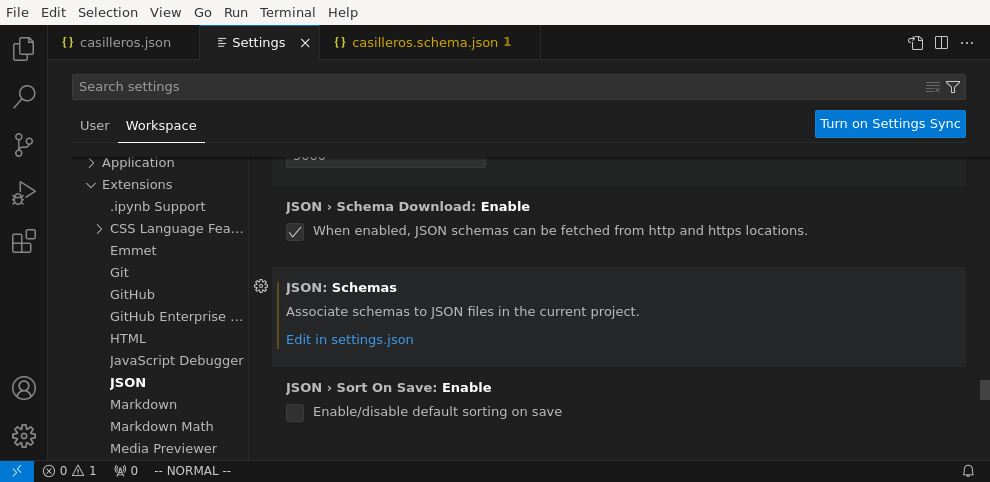 File Edit Selection View Go Run Terminal Help
{} casilleros.json Settings {} casilleros.schema.json 1
Search settings
User Workspace Turn on Settings Sync
Application
Extensions
.ipynb Support
CSS Language Fea...
Emmet
Git
GitHub
GitHub Enterprise ...
HTML
JavaScript Debugger
JSON
Markdown
Markdown Math
Media Previewer
JSON › Schema Download: Enable
When enabled, JSON schemas can be fetched from http and https locations.
JSON: Schemas
Associate schemas to JSON files in the current project.
Edit in settings.json
JSON › Sort On Save: Enable
Enable/disable default sorting on save
0 1 0 -- NORMAL --